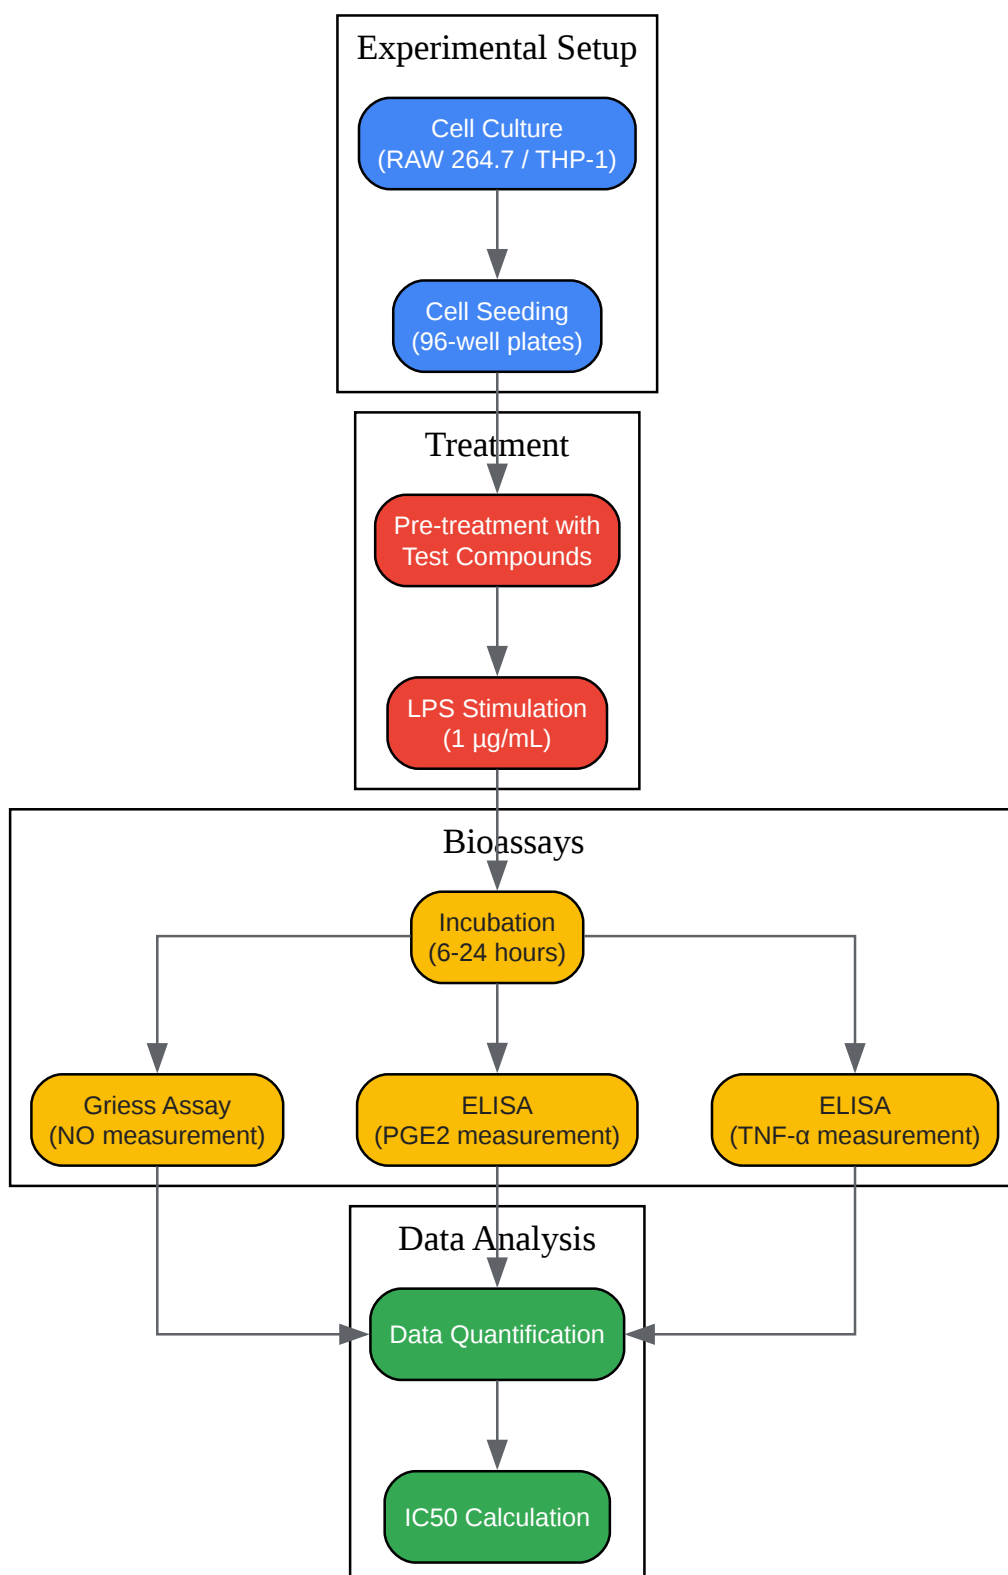 Experimental Setup
Cell Culture
(RAW 264.7 / THP-1)
Cell Seeding
(96-well plates)
Treatment
Pre-treatment with
Test Compounds
LPS Stimulation
(1 µg/mL)
Bioassays
Incubation
(6-24 hours)
Griess Assay
(NO measurement)
ELISA
(PGE2 measurement)
ELISA
(TNF-α measurement)
Data Analysis
Data Quantification
IC50 Calculation